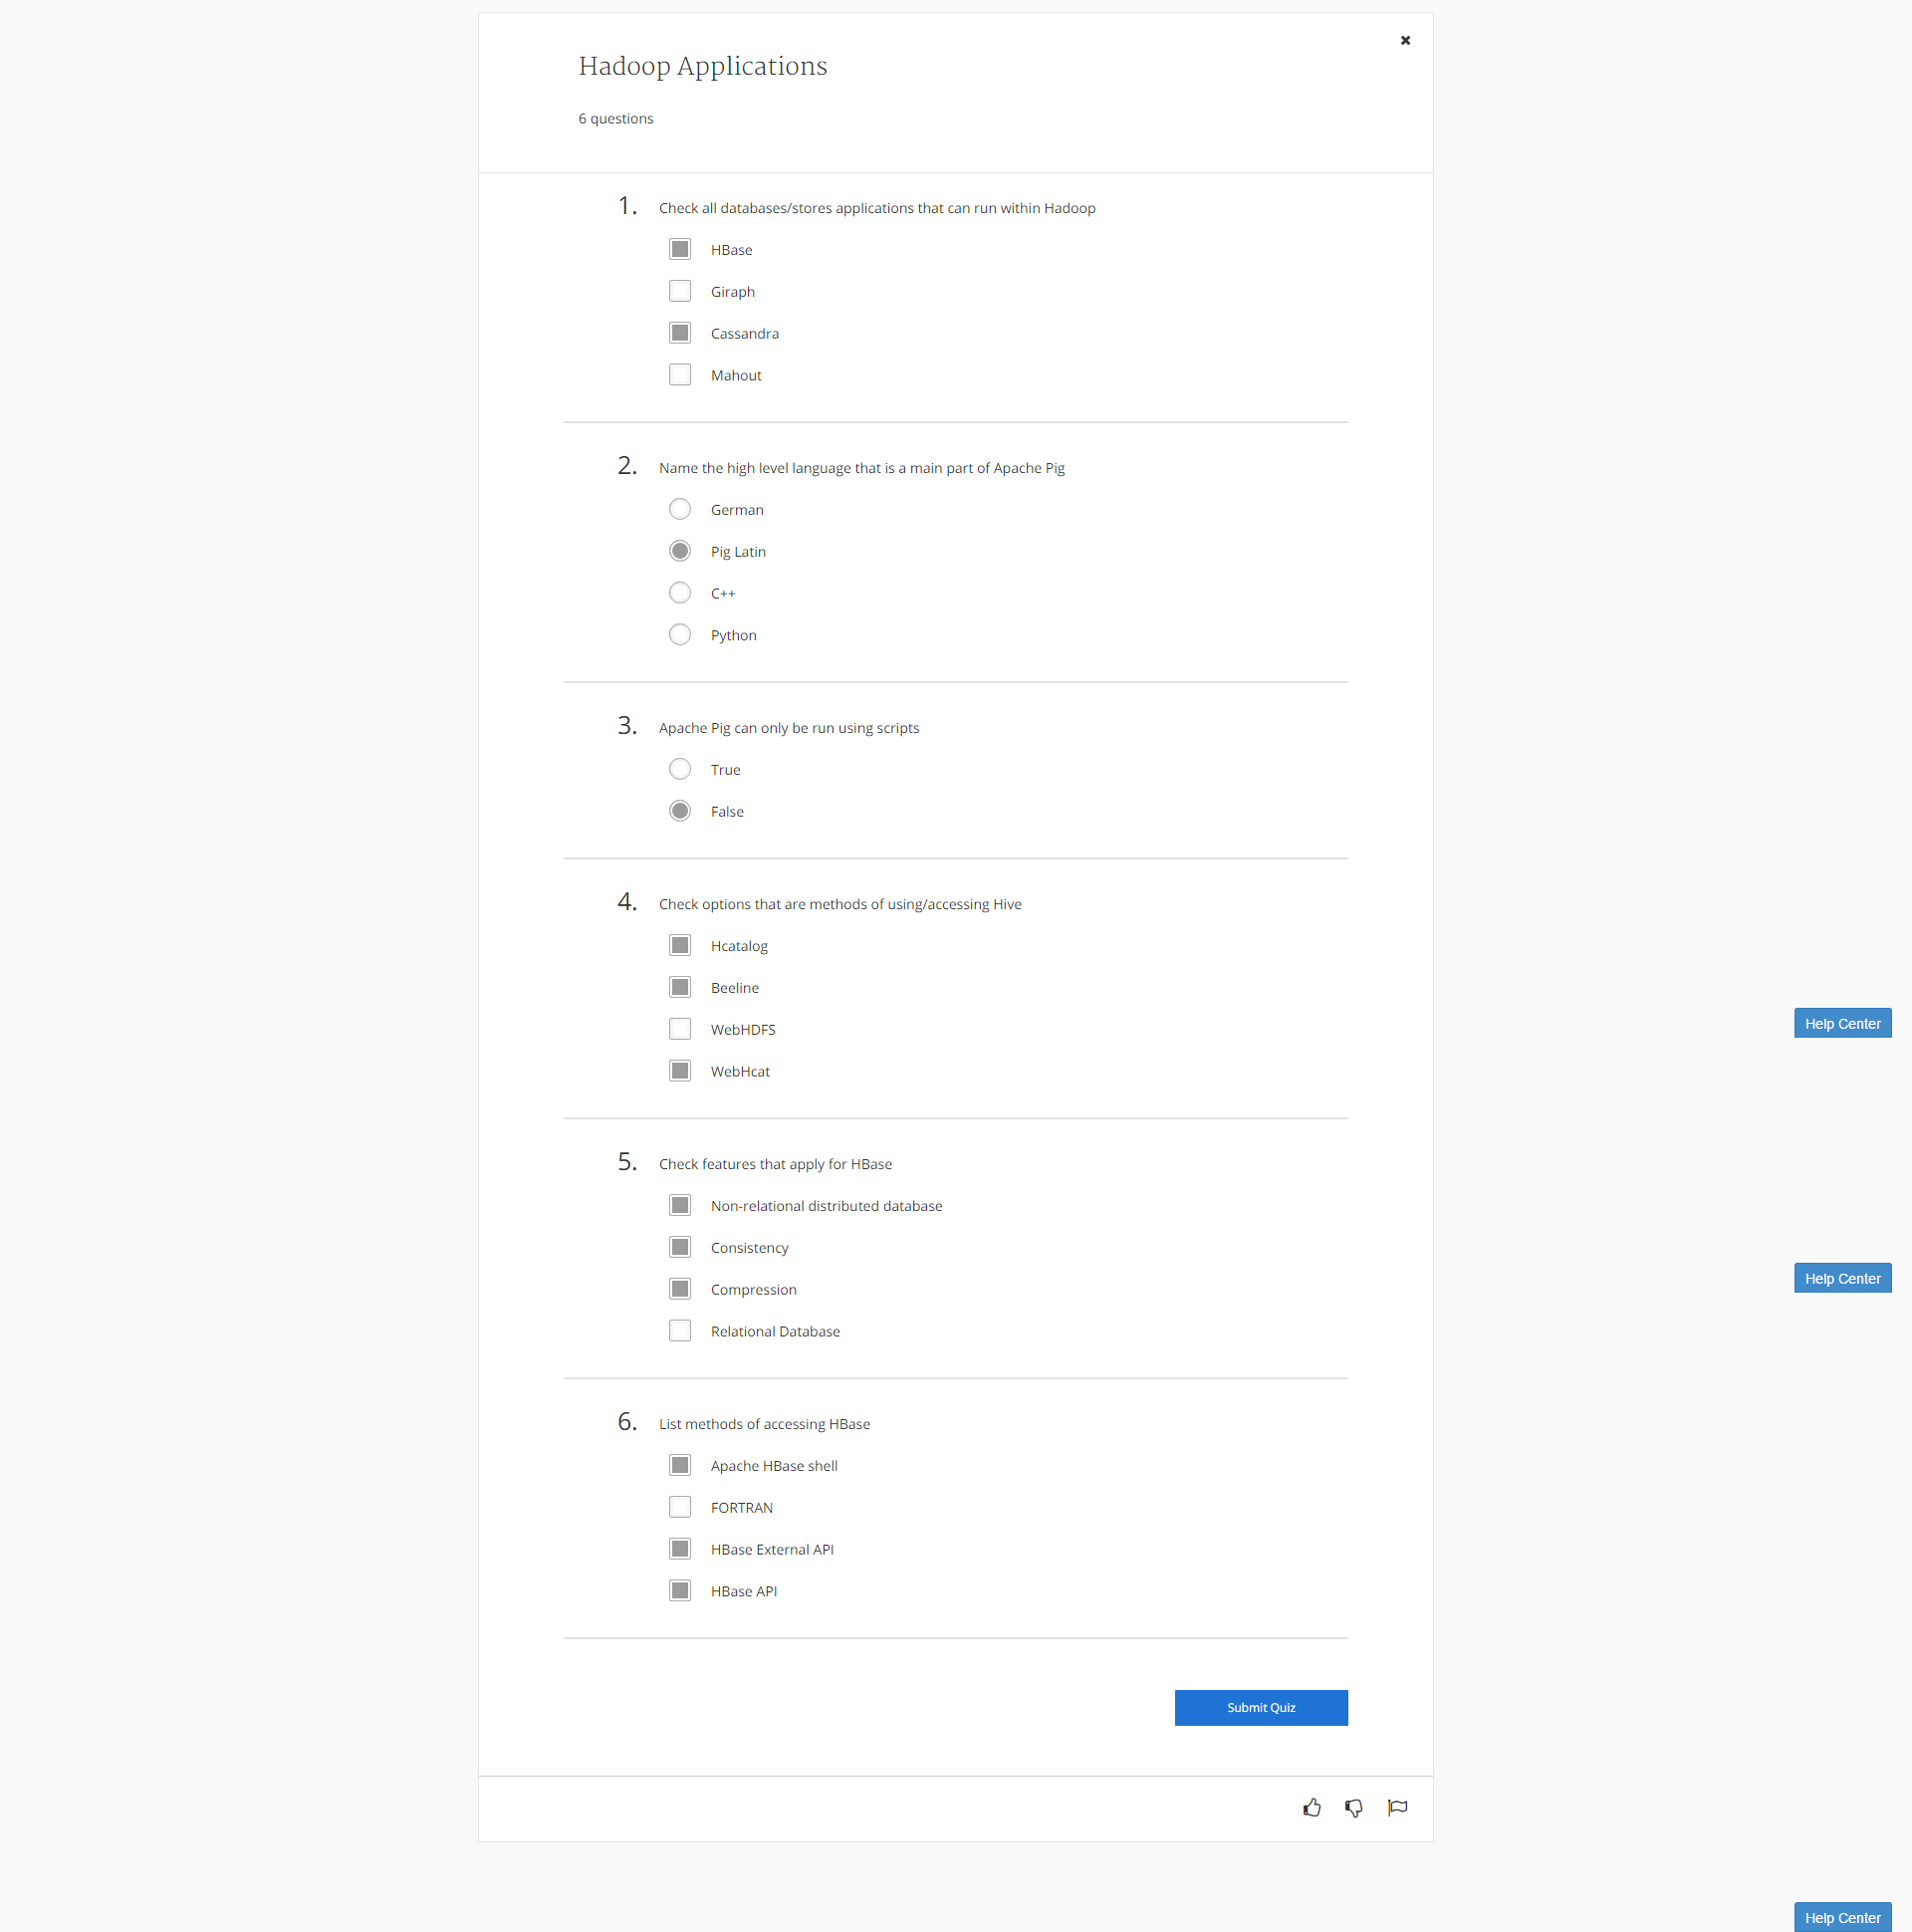 Hadoop Applications
6 questions
1. Check all databases/stores applications that can run within Hadoop
HBase
Giraph
Cassandra
Mahout
2. Name the high level language that is a main part of Apache Pig
German
Pig Latin
C++
Python
3. Apache Pig can only be run using scripts
True
False
4. Check options that are methods of using/accessing Hive
Hcatalog
Beeline
WebHDFS
WebHcat
5. Check features that apply for HBase
Non-relational distributed database
Consistency
Compression
Relational Database
6. List methods of accessing HBase
Apache HBase shell
FORTRAN
HBase External API
HBase API
Submit Quiz
Help Center
Help Center
Help Center